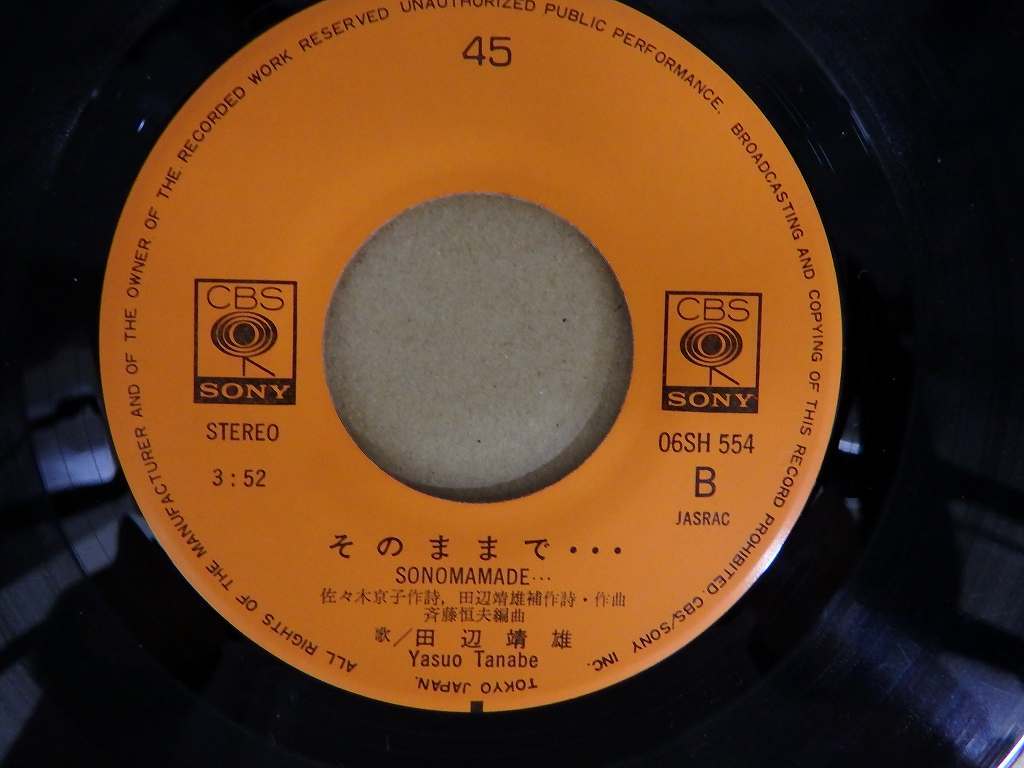 ALL RIGHTS OF THE MANUFACTURER AND OF THE OWNER OF THE RECORDED WORK RESERVED UNAUTHORIZED PUBLIC PERFORMANCE. BROADCASTING AND COPYING OF THIS RECORD PROHIBITED. CBS/SONY INC.
TOKYO JAPAN.
45
CBS
SONY
STEREO
3:52
CBS
SONY
06SH 554
B
JASRAC
そのままで・・・
SONOMAMADE…
佐々木京子作詩，田辺靖雄補作詩・作曲
斉藤恒夫編曲
歌／田辺靖雄
Yasuo Tanabe